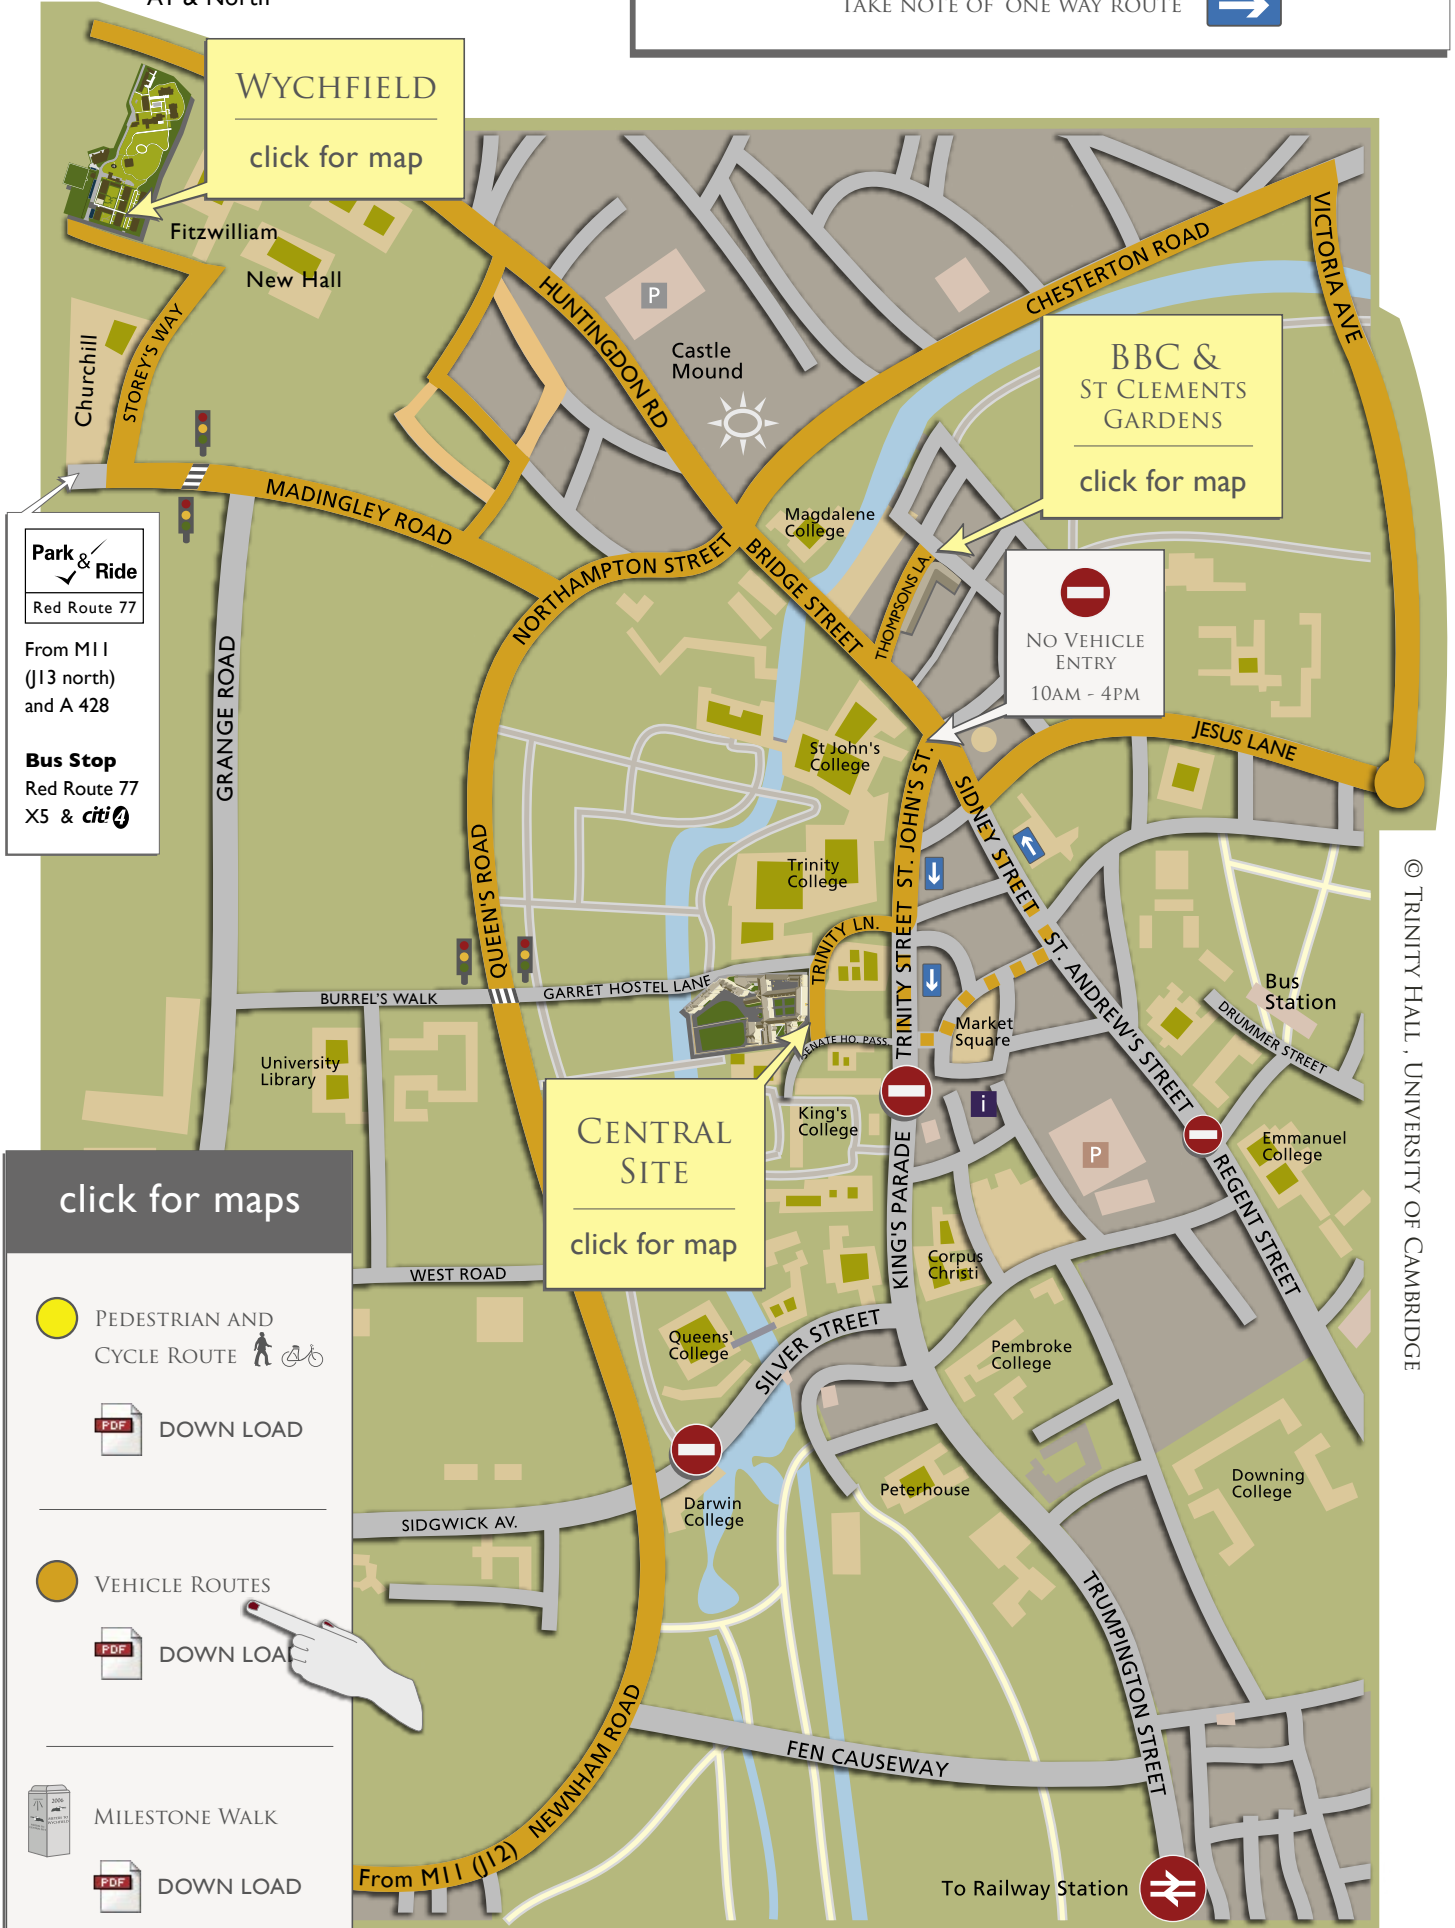 A1 & North
TAKE NOTE OF ONE WAY ROUTE
WYCHFIELD
click for map
Fitzwilliam
New Hall
Churchill
STOREY'S WAY
HUNTINGDON RD
P
Castle
Mound
CHESTERTON ROAD
VICTORIA AVE
BBC &
ST CLEMENTS
GARDENS
click for map
MADINGLEY ROAD
Magdalene
College
NORTHAMPTON STREET
BRIDGE STREET
THOMPSONS LA.
NO VEHICLE
ENTRY
10AM - 4PM
Park & Ride
Red Route 77
From M11
(J13 north)
and A 428
Bus Stop
Red Route 77
X5 & citi 4
GRANGE ROAD
St John's
College
ST. JOHN'S ST.
JESUS LANE
SIDNEY STREET
QUEEN'S ROAD
Trinity
College
TRINITY LN.
TRINITY STREET
ST. ANDREW'S STREET
BURREL'S WALK
GARRET HOSTEL LANE
Market
Square
Bus
Station
DRUMMER STREET
SENATE HO. PASS.
University
Library
King's
College
i
P
Emmanuel
College
CENTRAL
SITE
click for map
KING'S PARADE
REGENT STREET
Corpus
Christi
WEST ROAD
Queens'
College
SILVER STREET
Pembroke
College
Peterhouse
Downing
College
Darwin
College
SIDGWICK AV.
TRUMPINGTON STREET
FEN CAUSEWAY
NEWNHAM ROAD
From M11 (J12)
To Railway Station
click for maps
PEDESTRIAN AND
CYCLE ROUTE
PDF DOWN LOAD
VEHICLE ROUTES
PDF DOWN LOA
2006
MILESTONE WALK
PDF DOWN LOAD
© TRINITY HALL , UNIVERSITY OF CAMBRIDGE